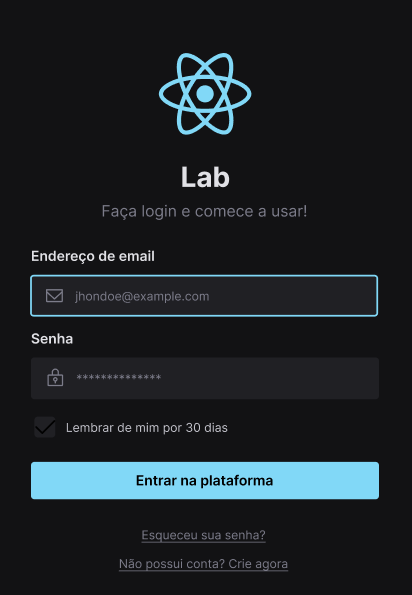 Lab
Faça login e comece a usar!
Endereço de email
jhondoe@example.com
Senha
**************
Lembrar de mim por 30 dias
Entrar na plataforma
Esqueceu sua senha?
Não possui conta? Crie agora